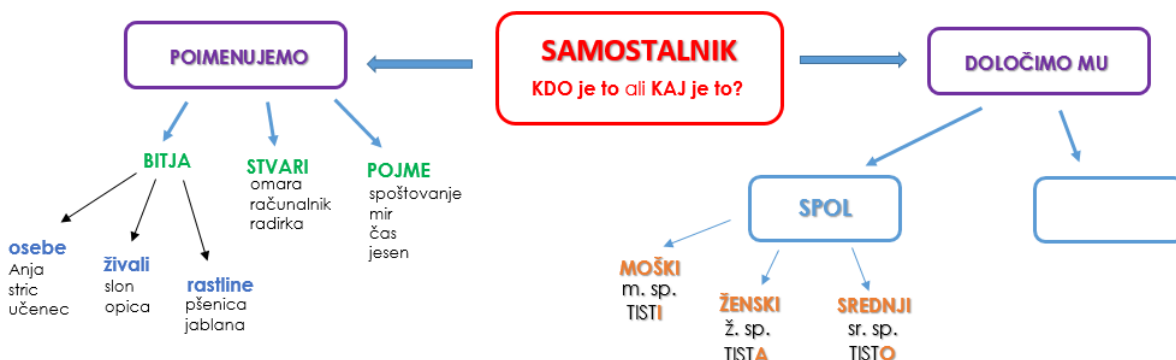 SAMOSTALNIK
KDO je to ali KAJ je to?
POIMENUJEMO
BITJA
osebe
Anja
stric
učenec
živali
slon
opica
rastline
pšenica
jablana
STVARI
omara
računalnik
radirka
POJME
spoštovanje
mir
čas
jesen
DOLOČIMO MU
SPOL
MOŠKI
m. sp.
TISTI
ŽENSKI
ž. sp.
TISTA
SREDNJI
sr. sp.
TISTO